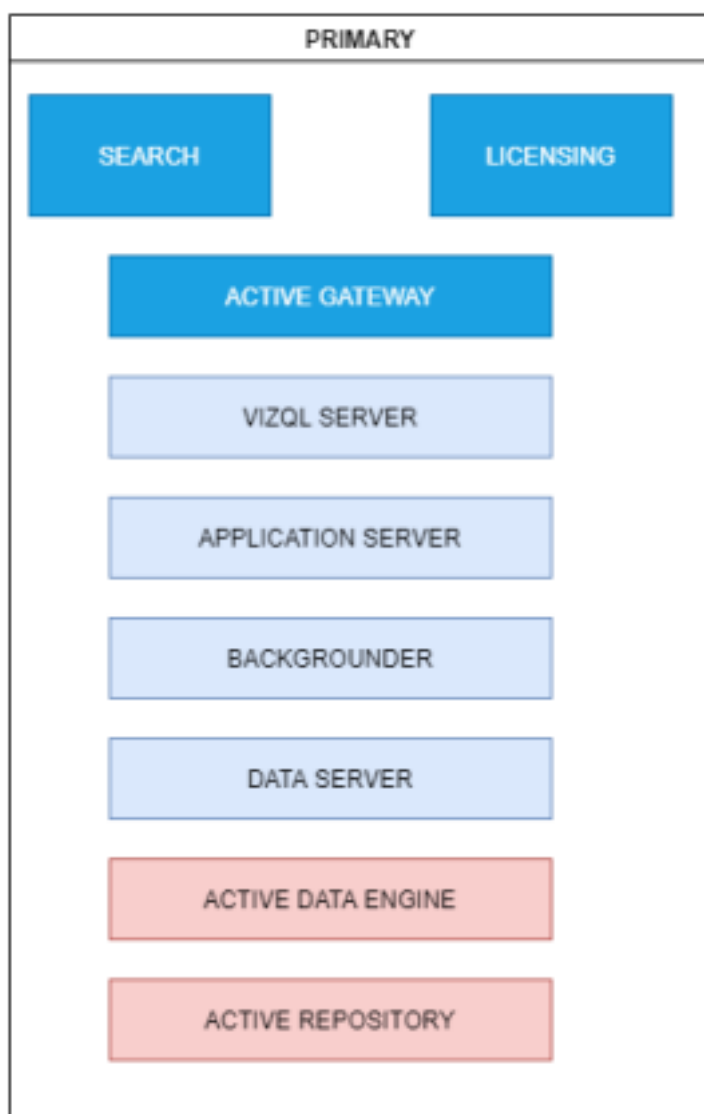 PRIMARY
SEARCH
LICENSING
ACTIVE GATEWAY
VIZQL SERVER
APPLICATION SERVER
BACKGROUNDER
DATA SERVER
ACTIVE DATA ENGINE
ACTIVE REPOSITORY